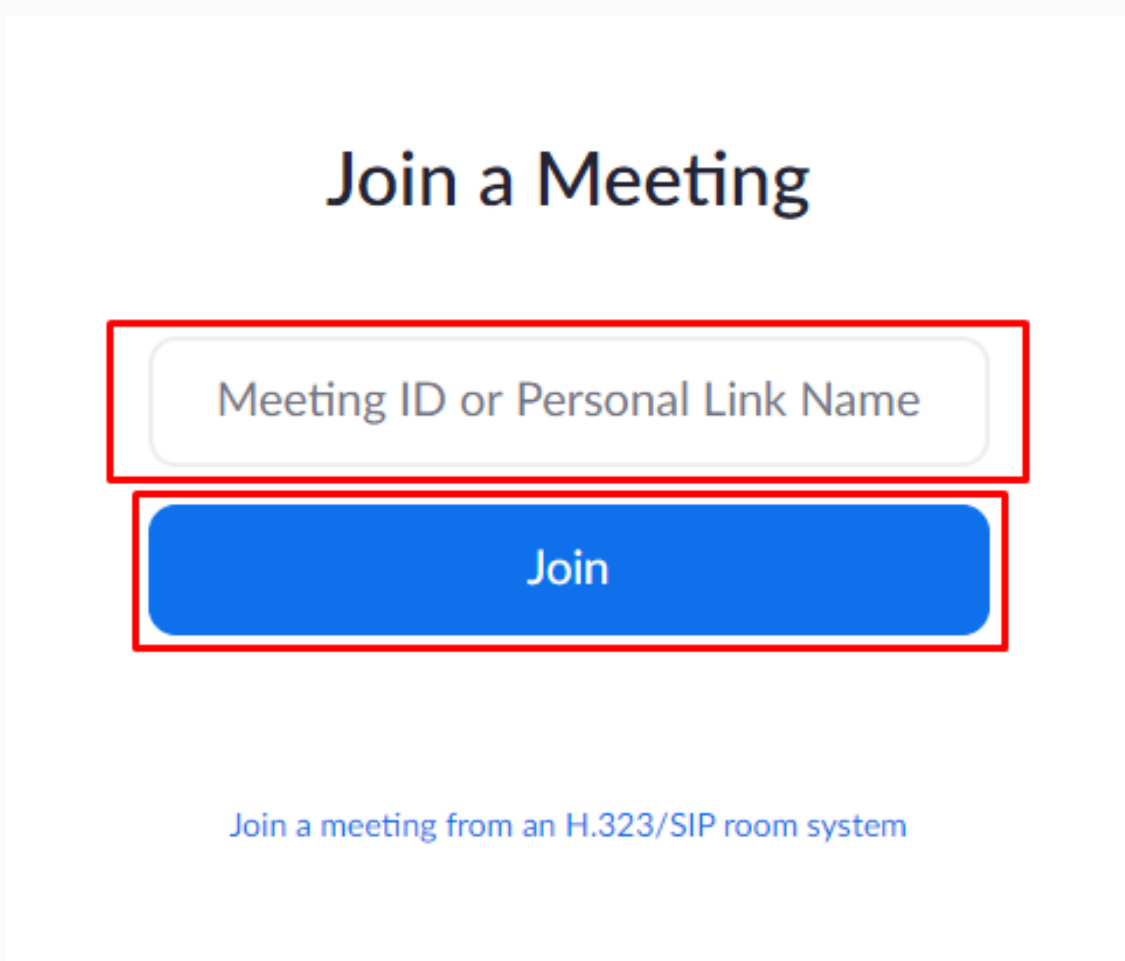 Join a Meeting
Meeting ID or Personal Link Name
Join
Join a meeting from an H.323/SIP room system